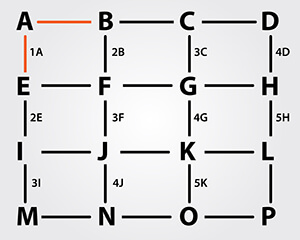 A B C D
1A 2B 3C 4D
E F G H
2E 3F 4G 5H
I J K L
3I 4J 5K
M N O P